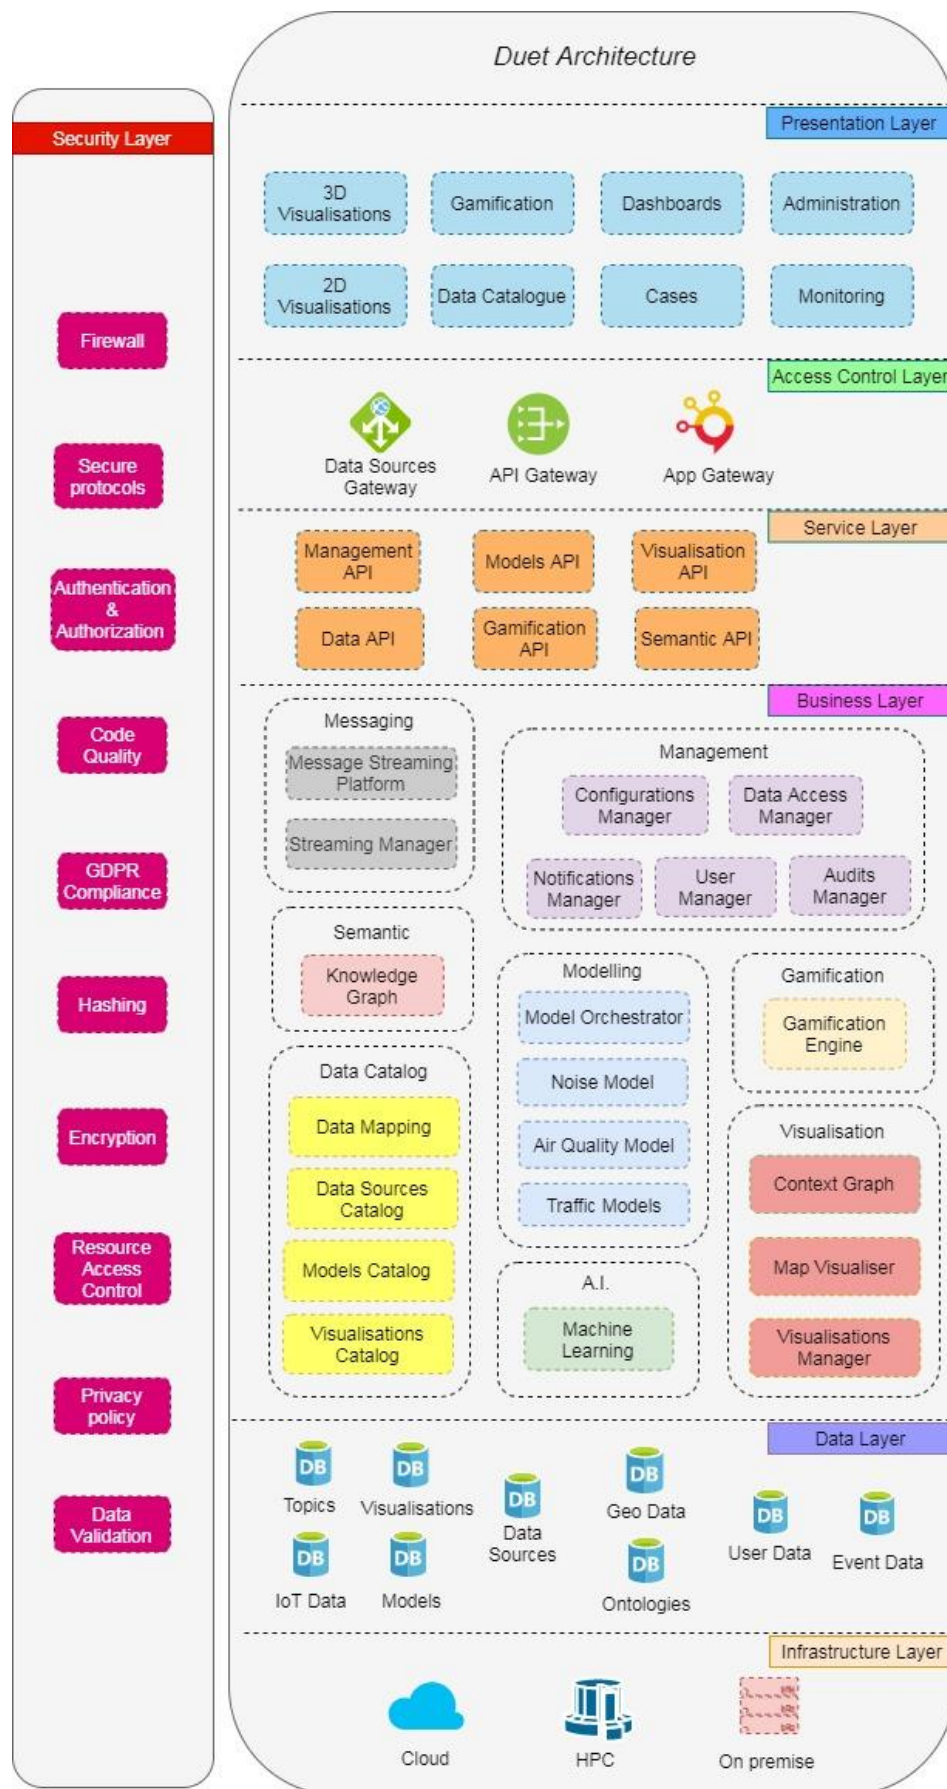 Duet Architecture
Security Layer
Firewall
Secure
protocols
Authentication
&
Authorization
Code
Quality
GDPR
Compliance
Hashing
Encryption
Resource
Access
Control
Privacy
policy
Data
Validation
Presentation Layer
3D
Visualisations
Gamification
Dashboards
Administration
2D
Visualisations
Data Catalogue
Cases
Monitoring
Access Control Layer
Data Sources
Gateway
API Gateway
App Gateway
Service Layer
Management
API
Models API
Visualisation
API
Data API
Gamification
API
Semantic API
Business Layer
Messaging
Message Streaming
Platform
Streaming Manager
Management
Configurations
Manager
Data Access
Manager
Notifications
Manager
User
Manager
Audits
Manager
Semantic
Knowledge
Graph
Modelling
Model Orchestrator
Noise Model
Air Quality Model
Traffic Models
Gamification
Gamification
Engine
Data Catalog
Data Mapping
Data Sources
Catalog
Models Catalog
Visualisations
Catalog
A.I.
Machine
Learning
Visualisation
Context Graph
Map Visualiser
Visualisations
Manager
Data Layer
DB
Topics
DB
Visualisations
DB
Data
Sources
DB
Geo Data
DB
User Data
DB
Event Data
DB
IoT Data
DB
Models
DB
Ontologies
Infrastructure Layer
Cloud
HPC
On premise